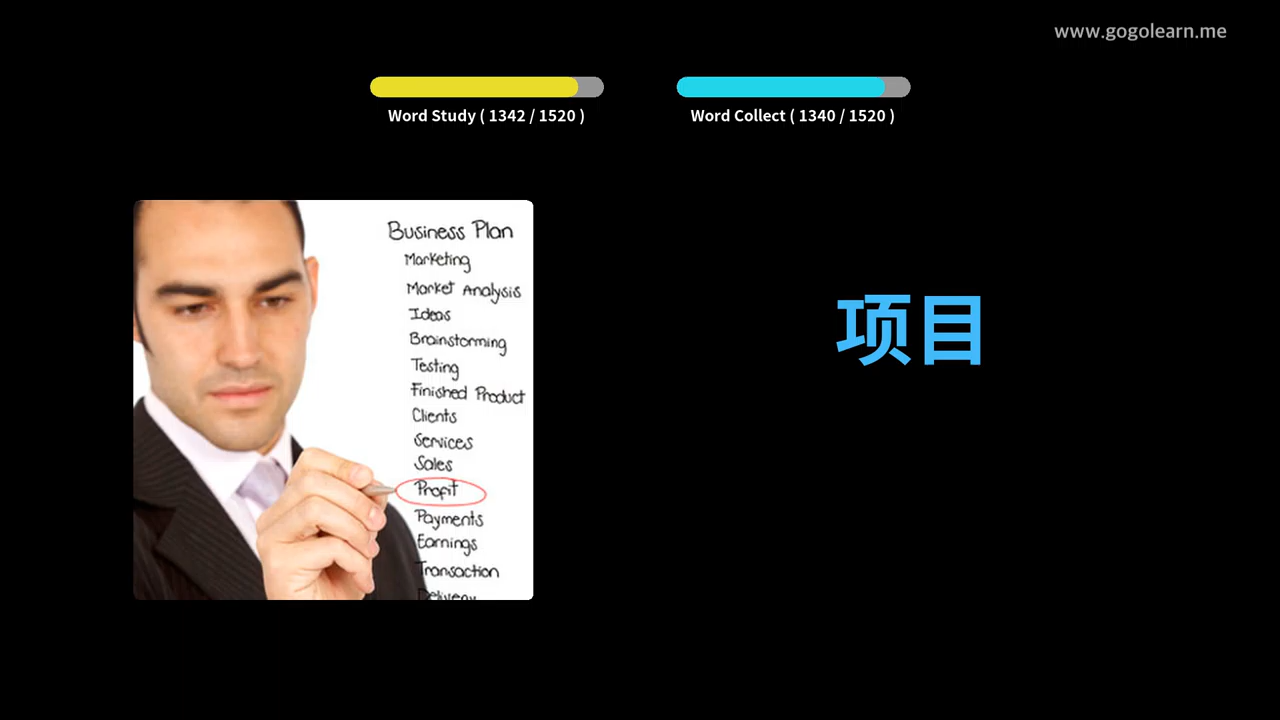 www.gogolearn.me
Word Study ( 1342 / 1520 )
Word Collect ( 1340 / 1520 )
Business Plan
Marketing
Market Analysis
Ideas
Brainstorming
Testing
Finished Product
Clients
Services
Sales
Profit
Payments
Earnings
Transaction
Delivery
项目